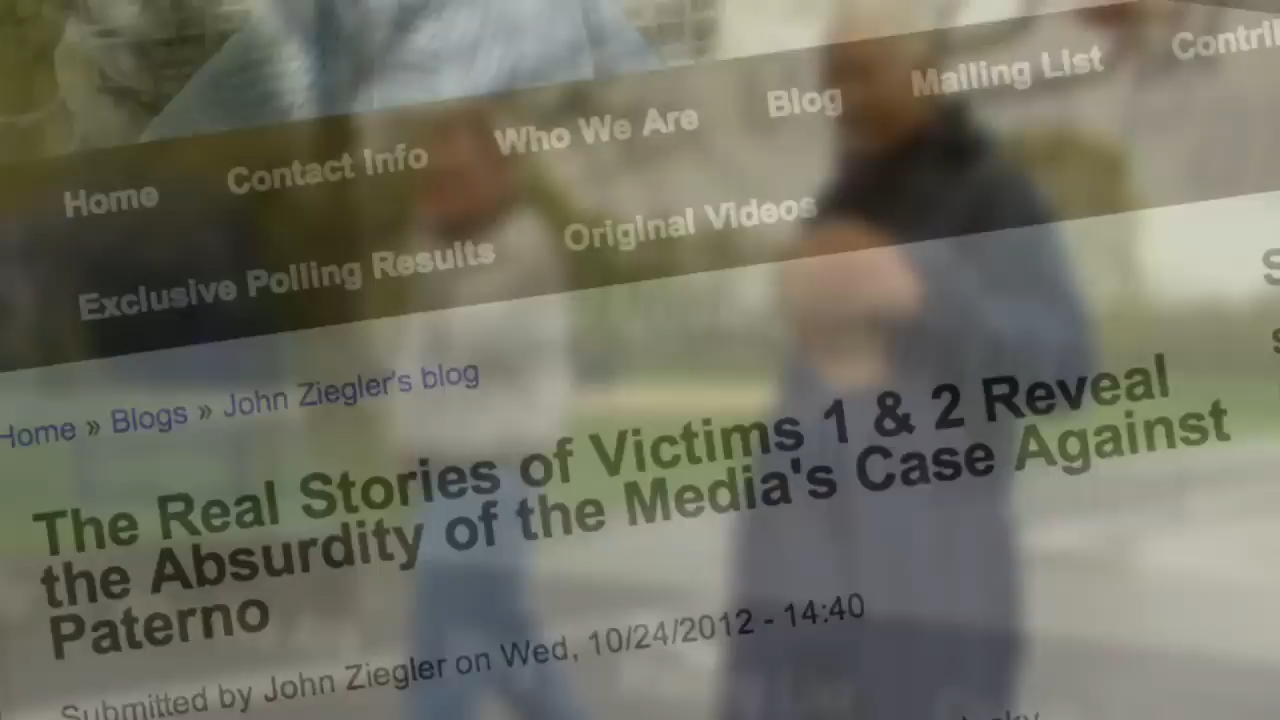 Home Contact Info Who We Are Blog Mailing List
Exclusive Polling Results Original Videos
Home » Blogs » John Ziegler's blog
The Real Stories of Victims 1 & 2 Reveal
the Absurdity of the Media's Case Against
Paterno
Submitted by John Ziegler on Wed, 10/24/2012 - 14:40